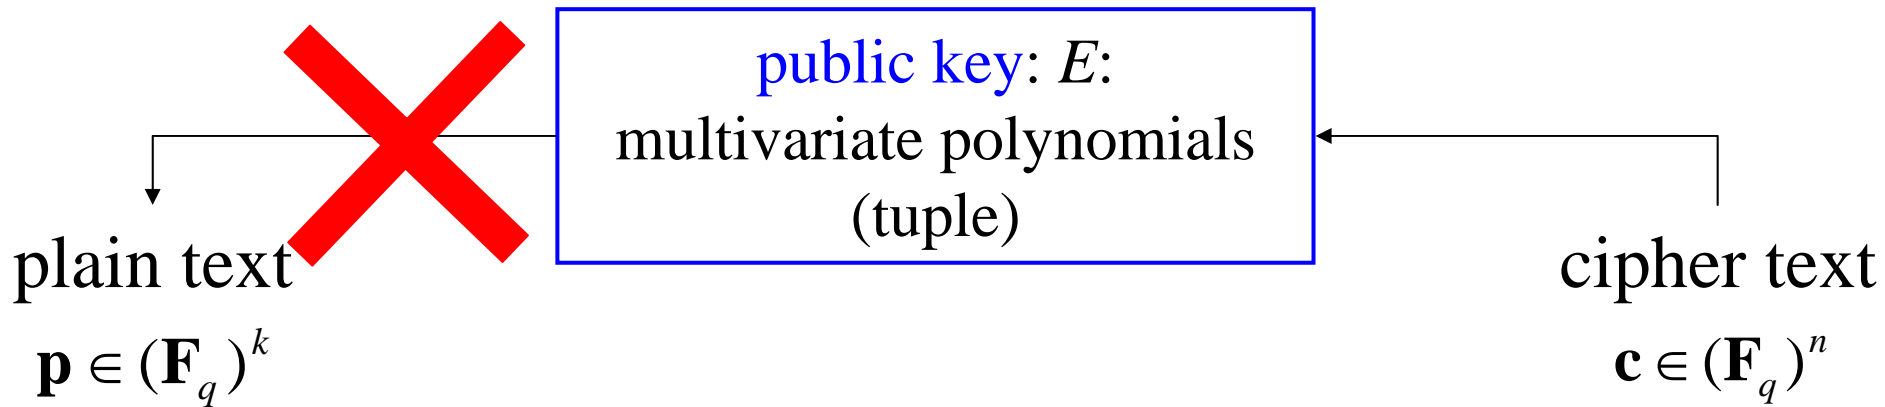 public key: E:
multivariate polynomials
(tuple)
plain text
cipher text
p ∈ (F_q)^k
c ∈ (F_q)^n